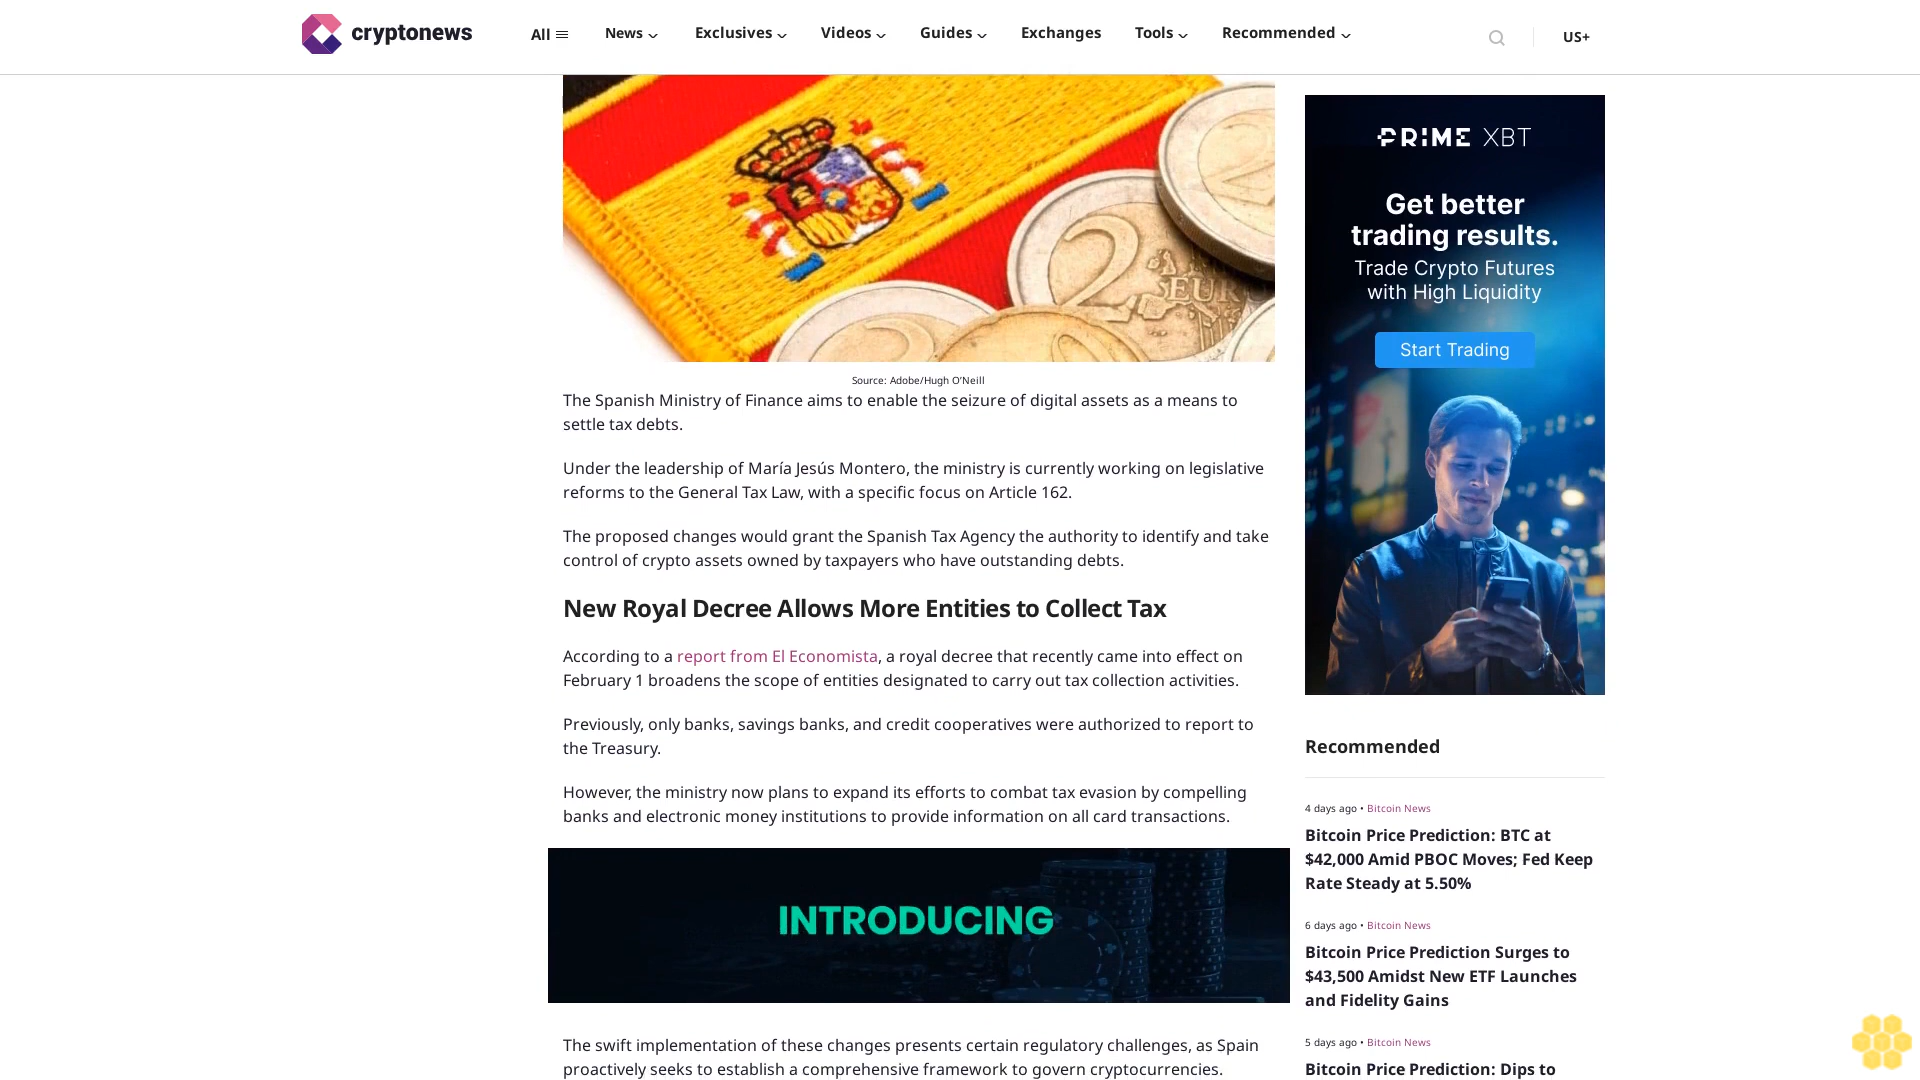 cryptonews
All
News
Exclusives
Videos
Guides
Exchanges
Tools
Recommended
US+
2
EUR
Source: Adobe/Hugh O'Neill
The Spanish Ministry of Finance aims to enable the seizure of digital assets as a means to
settle tax debts.
Under the leadership of María Jesús Montero, the ministry is currently working on legislative
reforms to the General Tax Law, with a specific focus on Article 162.
The proposed changes would grant the Spanish Tax Agency the authority to identify and take
control of crypto assets owned by taxpayers who have outstanding debts.
New Royal Decree Allows More Entities to Collect Tax
According to a report from El Economista, a royal decree that recently came into effect on
February 1 broadens the scope of entities designated to carry out tax collection activities.
Previously, only banks, savings banks, and credit cooperatives were authorized to report to
the Treasury.
However, the ministry now plans to expand its efforts to combat tax evasion by compelling
banks and electronic money institutions to provide information on all card transactions.
INTRODUCING
The swift implementation of these changes presents certain regulatory challenges, as Spain
proactively seeks to establish a comprehensive framework to govern cryptocurrencies.
PRIME XBT
Get better
trading results.
Trade Crypto Futures
with High Liquidity
Start Trading
Recommended
4 days ago • Bitcoin News
Bitcoin Price Prediction: BTC at
$42,000 Amid PBOC Moves; Fed Keep
Rate Steady at 5.50%
6 days ago • Bitcoin News
Bitcoin Price Prediction Surges to
$43,500 Amidst New ETF Launches
and Fidelity Gains
5 days ago • Bitcoin News
Bitcoin Price Prediction: Dips to